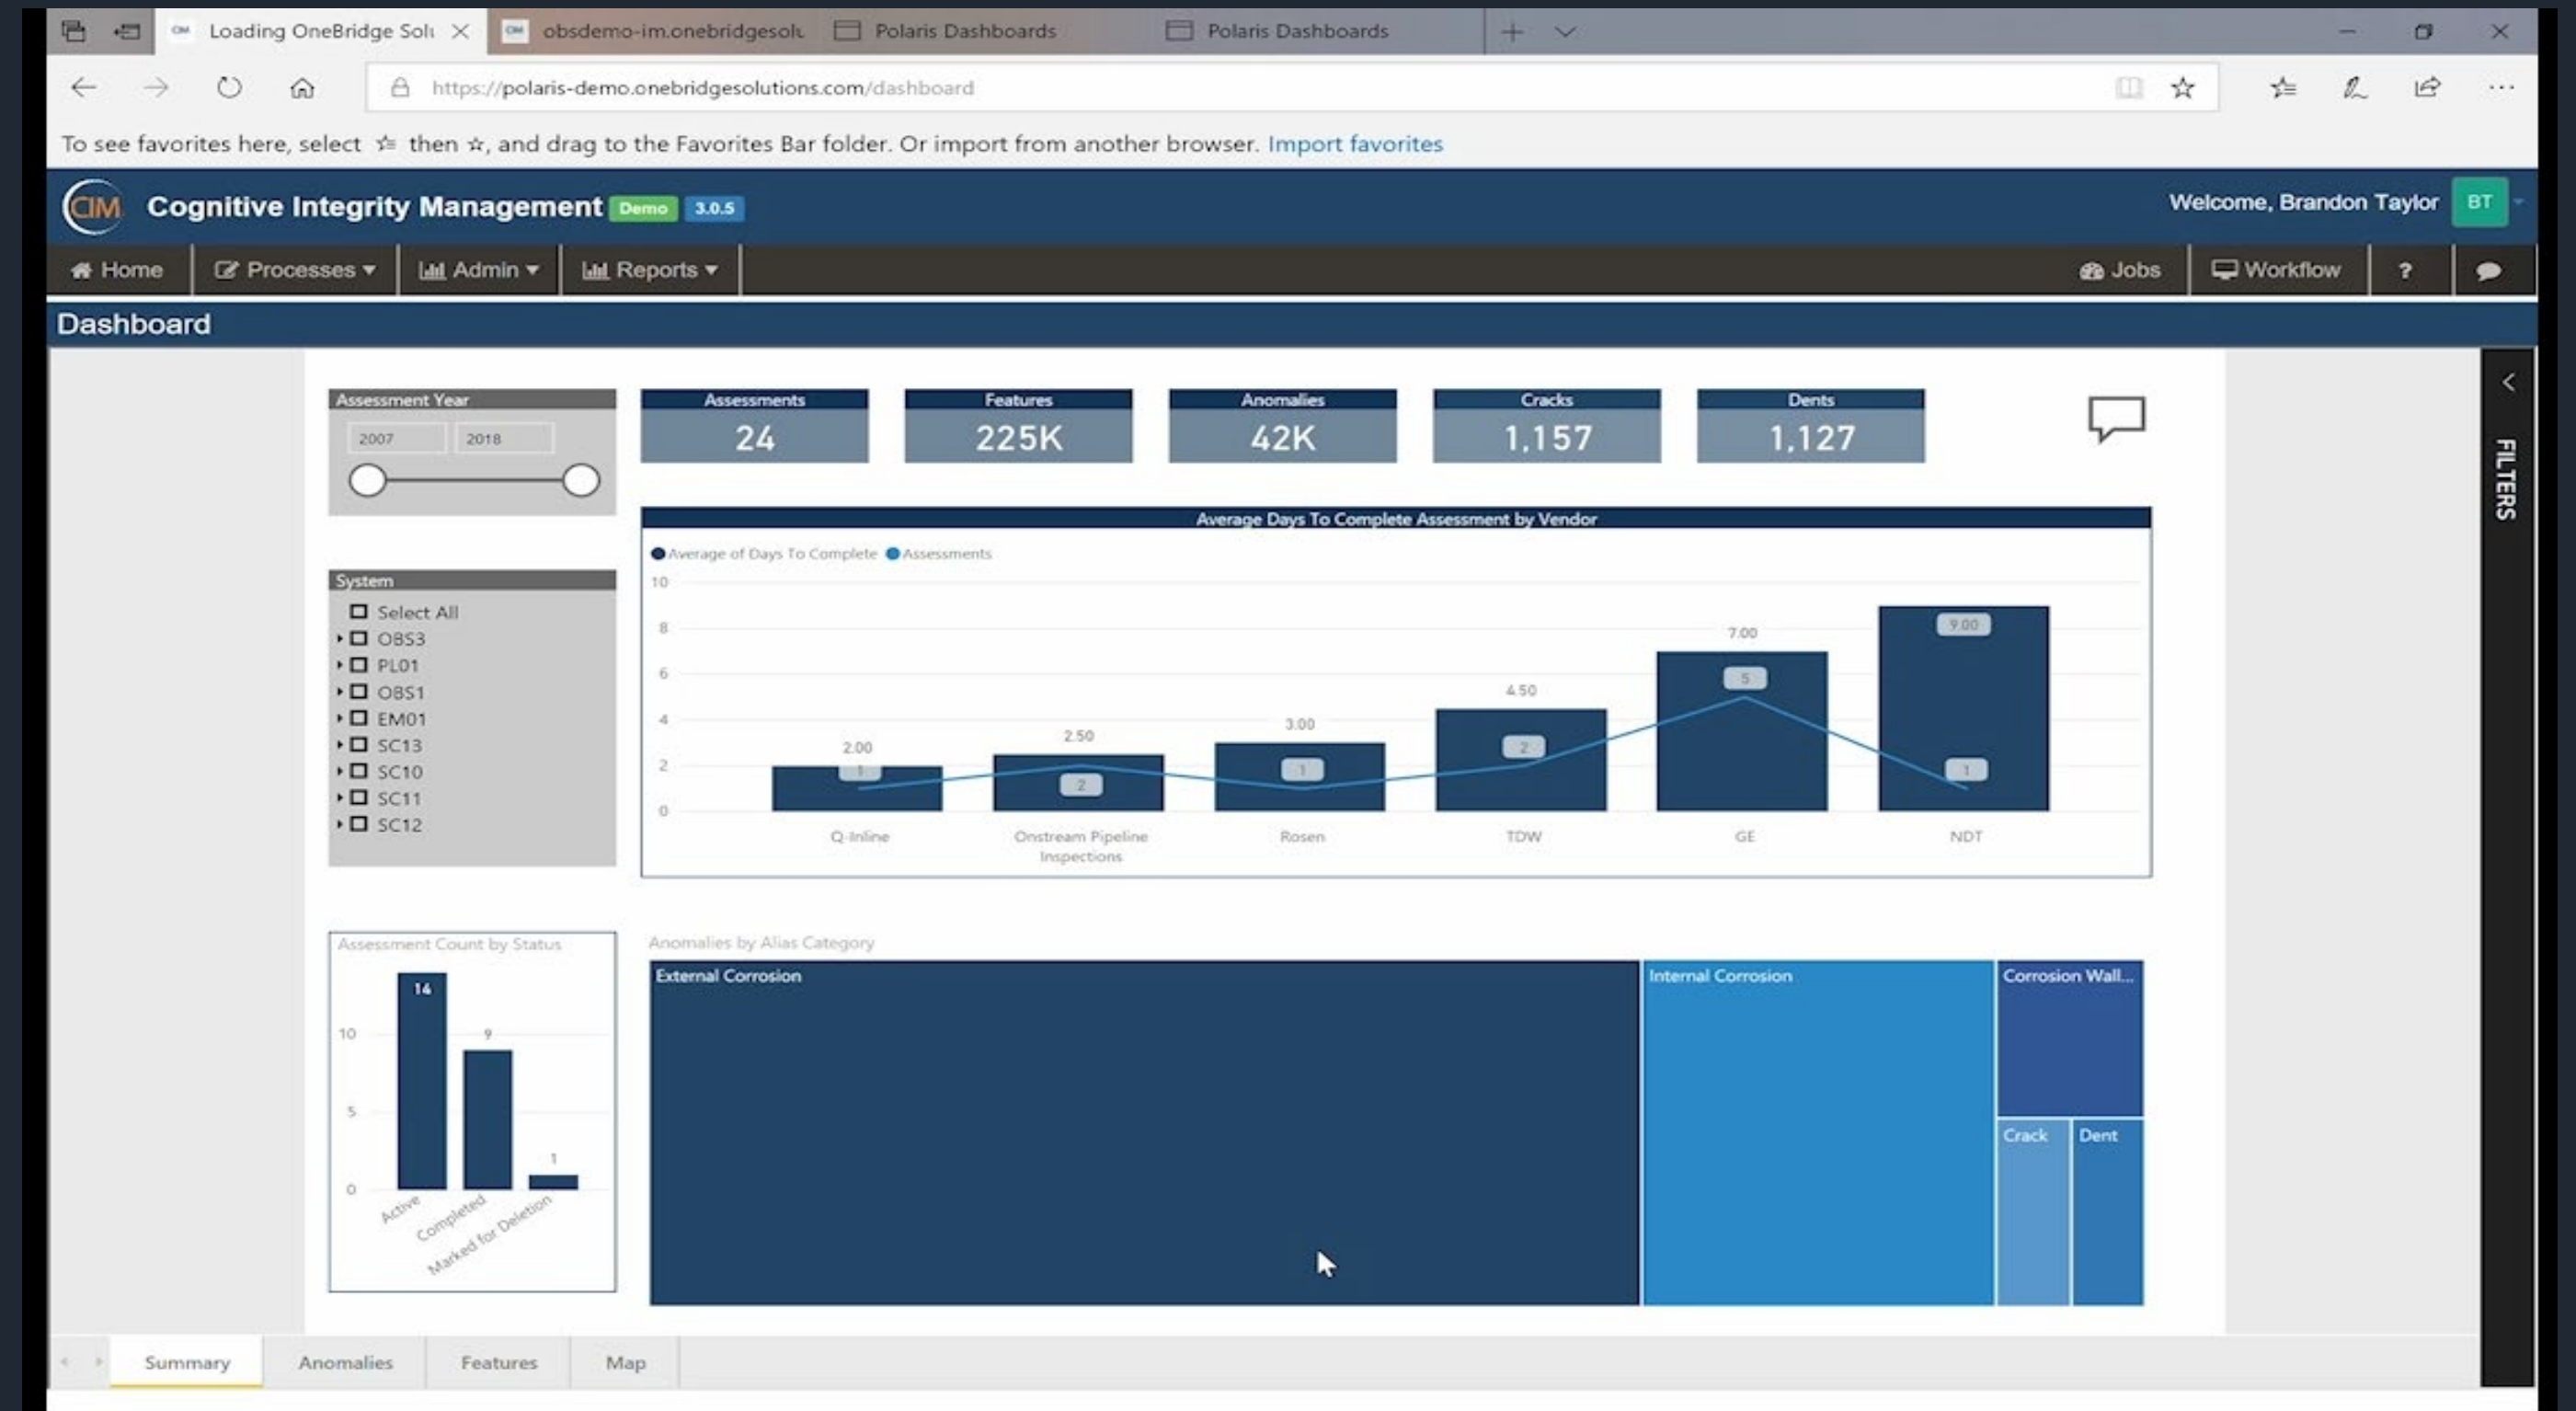 Loading OneBridge Solu
obsdemo-im.onebridgesolu
Polaris Dashboards
Polaris Dashboards
https://polaris-demo.onebridgesolutions.com/dashboard
To see favorites here, select then ☆, and drag to the Favorites Bar folder. Or import from another browser. Import favorites
CIM Cognitive Integrity Management Demo 3.0.5
Welcome, Brandon Taylor BT
Home
Processes
Admin
Reports
Jobs
Workflow
?
Dashboard
FILTERS
Assessment Year
2007 2018
Assessments
24
Features
225K
Anomalies
42K
Cracks
1,157
Dents
1,127
System
Select All
OBS3
PL01
OBS1
EM01
SC13
SC10
SC11
SC12
Average Days To Complete Assessment by Vendor
Average of Days To Complete Assessments
10
8
6
4
2
0
2.00
1
2.50
2
3.00
1
4.50
2
7.00
5
9.00
1
Q-Inline
Onstream Pipeline
Inspections
Rosen
TDW
GE
NDT
Assessment Count by Status
10
5
0
14
9
1
Active
Completed
Marked for Deletion
Anomalies by Alias Category
External Corrosion
Internal Corrosion
Corrosion Wall...
Crack
Dent
Summary
Anomalies
Features
Map